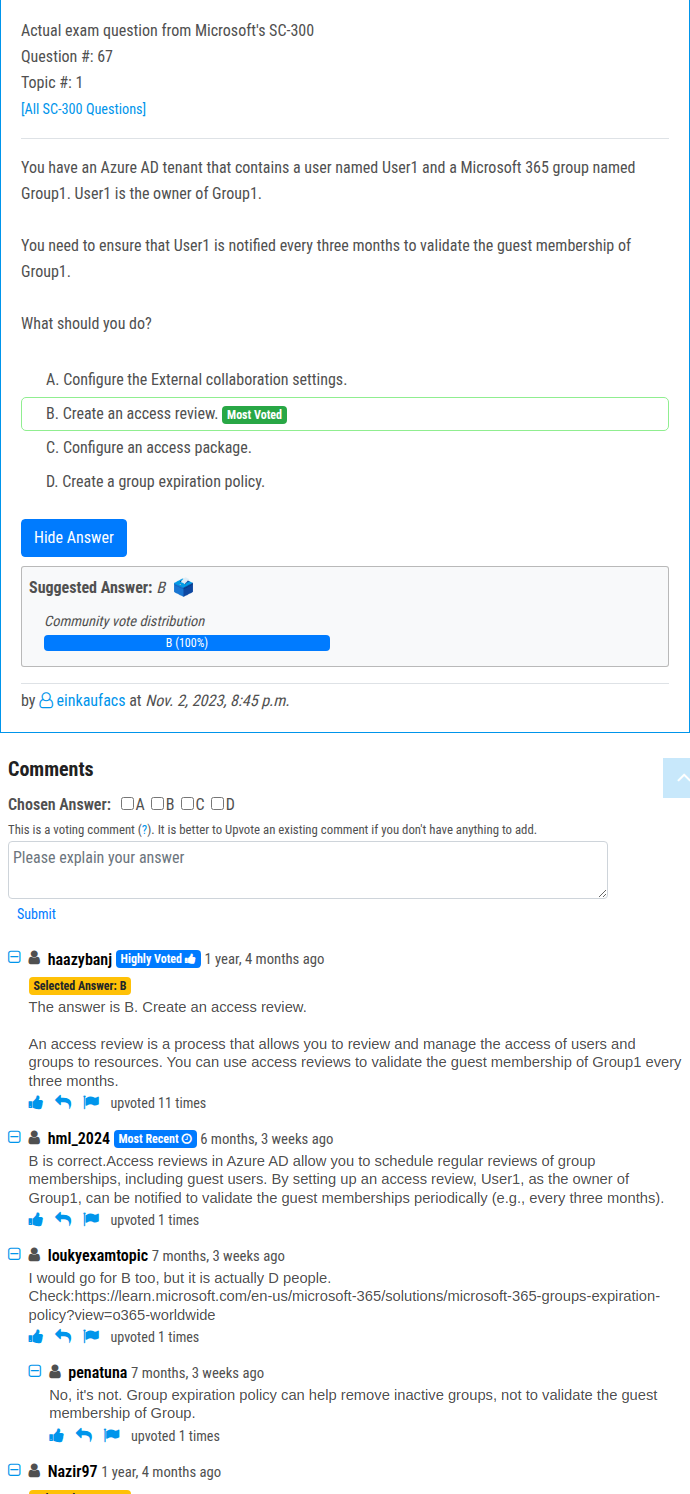 Actual exam question from Microsoft's SC-300
Question #: 67
Topic #: 1
[All SC-300 Questions]
You have an Azure AD tenant that contains a user named User1 and a Microsoft 365 group named
Group1. User1 is the owner of Group1.
You need to ensure that User1 is notified every three months to validate the guest membership of
Group1.
What should you do?
A. Configure the External collaboration settings.
B. Create an access review. Most Voted
C. Configure an access package.
D. Create a group expiration policy.
Hide Answer
Suggested Answer: B
Community vote distribution
B (100%)
by einkaufacs at Nov. 2, 2023, 8:45 p.m.
Comments
Chosen Answer: A B C D
This is a voting comment (?). It is better to Upvote an existing comment if you don't have anything to add.
Please explain your answer
Submit
haazybanj Highly Voted 1 year, 4 months ago
Selected Answer: B
The answer is B. Create an access review.
An access review is a process that allows you to review and manage the access of users and
groups to resources. You can use access reviews to validate the guest membership of Group1 every
three months.
upvoted 11 times
hml_2024 Most Recent 6 months, 3 weeks ago
B is correct.Access reviews in Azure AD allow you to schedule regular reviews of group
memberships, including guest users. By setting up an access review, User1, as the owner of
Group1, can be notified to validate the guest memberships periodically (e.g., every three months).
upvoted 1 times
loukyexamtopic 7 months, 3 weeks ago
I would go for B too, but it is actually D people.
Check:https://learn.microsoft.com/en-us/microsoft-365/solutions/microsoft-365-groups-expiration-
policy?view=o365-worldwide
upvoted 1 times
penatuna 7 months, 3 weeks ago
No, it's not. Group expiration policy can help remove inactive groups, not to validate the guest
membership of Group.
upvoted 1 times
Nazir97 1 year, 4 months ago